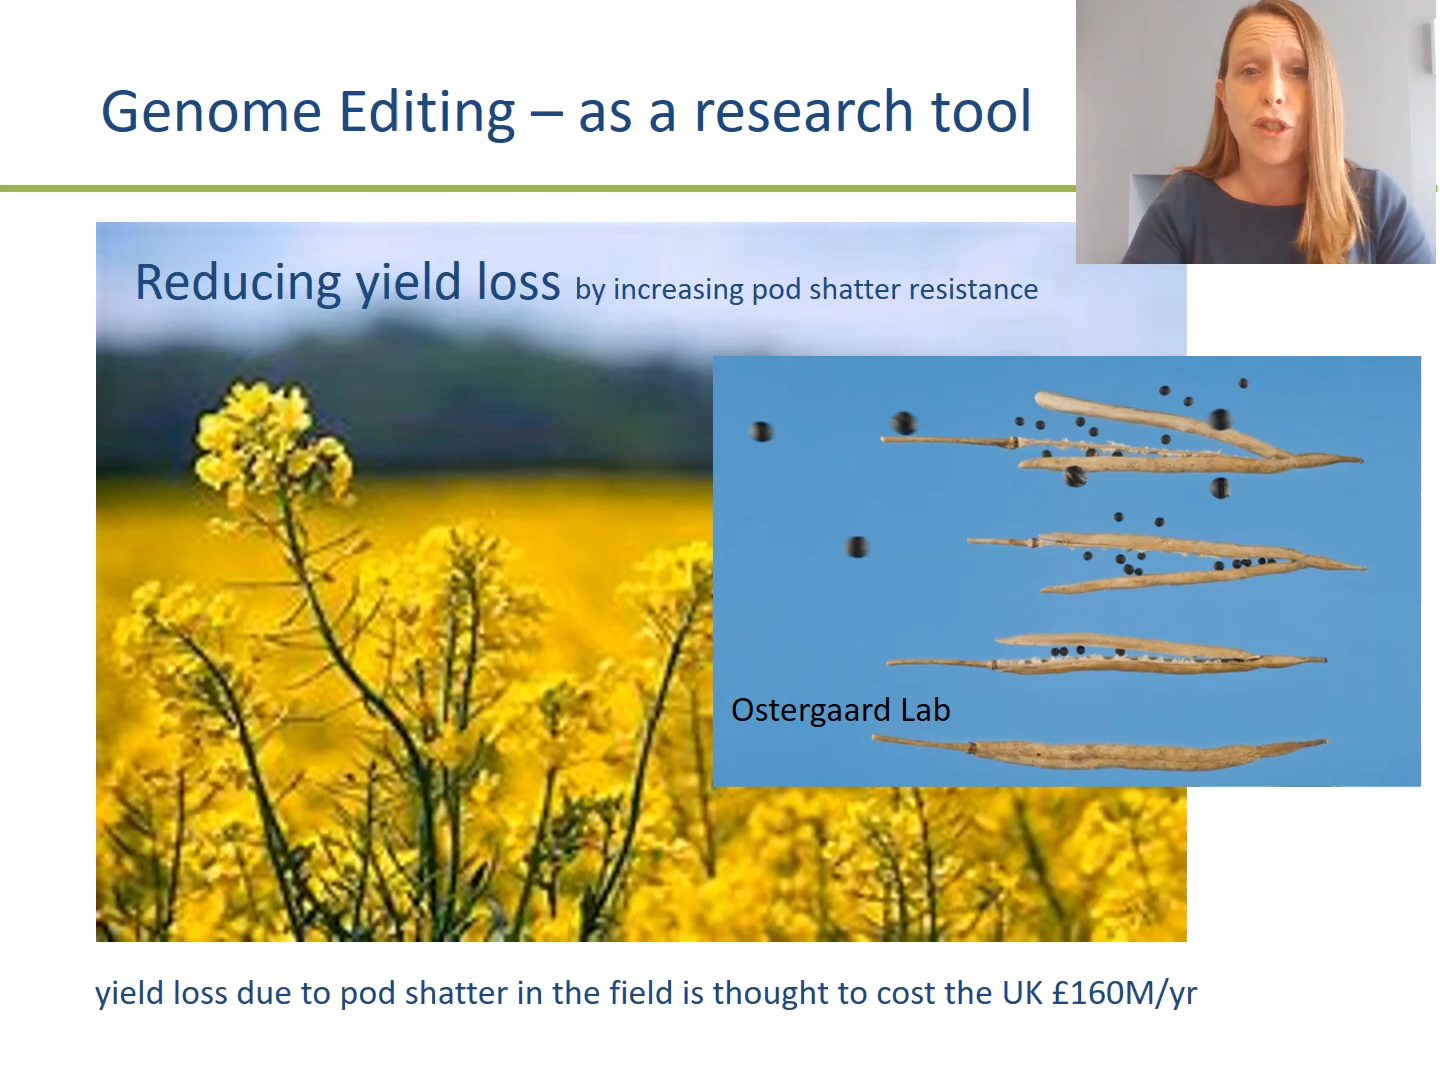 Genome Editing – as a research tool
Reducing yield loss by increasing pod shatter resistance
Ostergaard Lab
yield loss due to pod shatter in the field is thought to cost the UK £160M/yr